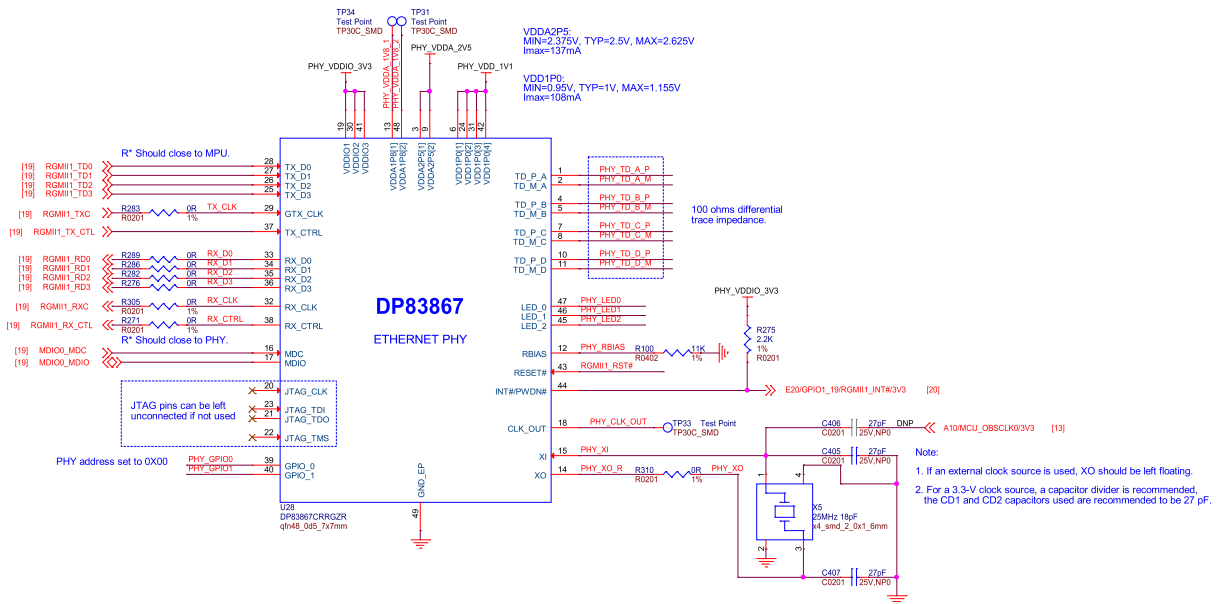 TP34
Test Point
TP30C_SMD
TP31
Test Point
TP30C_SMD
VDDA2P5:
MIN=2.375V, TYP=2.5V, MAX=2.625V
Imax=137mA
VDD1P0:
MIN=0.95V, TYP=1V, MAX=1.155V
Imax=108mA
PHY_VDDIO_3V3
PHY_VDDA_1V8_1
PHY_VDDA_1V8_2
PHY_VDDA_2V5
PHY_VDD_1V1
19 30 41 13 48 3 9 6 24 31 42
VDDIO1
VDDIO2
VDDIO3
VDDA1P8[1]
VDDA1P8[2]
VDDA2P5[1]
VDDA2P5[2]
VDD1P0[1]
VDD1P0[2]
VDD1P0[3]
VDD1P0[4]
R* Should close to MPU.
[19] RGMII1_TD0 28 TX_D0
[19] RGMII1_TD1 27 TX_D1
[19] RGMII1_TD2 26 TX_D2
[19] RGMII1_TD3 25 TX_D3
[19] RGMII1_TXC R283 0R TX_CLK 29 GTX_CLK
R0201 1%
[19] RGMII1_TX_CTL 37 TX_CTRL
[19] RGMII1_RD0 R289 0R RX_D0 33 RX_D0
[19] RGMII1_RD1 R286 0R RX_D1 34 RX_D1
[19] RGMII1_RD2 R282 0R RX_D2 35 RX_D2
[19] RGMII1_RD3 R276 0R RX_D3 36 RX_D3
[19] RGMII1_RXC R305 0R RX_CLK 32 RX_CLK
R0201 1%
[19] RGMII1_RX_CTL R271 0R RX_CTRL 38 RX_CTRL
R0201 1%
R* Should close to PHY.
[19] MDIO0_MDC 16 MDC
[19] MDIO0_MDIO 17 MDIO
20 JTAG_CLK
23 JTAG_TDI
21 JTAG_TDO
22 JTAG_TMS
JTAG pins can be left
unconnected if not used
PHY address set to 0X00
PHY_GPIO0 39 GPIO_0
PHY_GPIO1 40 GPIO_1
DP83867
ETHERNET PHY
GND_EP
49
U28
DP83867CRRGZR
qfn48_0d5_7x7mm
TD_P_A 1 PHY_TD_A_P
TD_M_A 2 PHY_TD_A_M
TD_P_B 4 PHY_TD_B_P
TD_M_B 5 PHY_TD_B_M
TD_P_C 7 PHY_TD_C_P
TD_M_C 8 PHY_TD_C_M
TD_P_D 10 PHY_TD_D_P
TD_M_D 11 PHY_TD_D_M
100 ohms differential
trace impedance.
LED_0 47 PHY_LED0
LED_1 46 PHY_LED1
LED_2 45 PHY_LED2
PHY_VDDIO_3V3
R275
2.2K
1%
R0201
RBIAS 12 PHY_RBIAS R100 11K
R0402 1%
RESET# 43 RGMII1_RST#
INT#/PWDN# 44 E20/GPIO1_19/RGMII1_INT#/3V3 [20]
CLK_OUT 18 PHY_CLK_OUT TP33 Test Point
TP30C_SMD
C406 27pF DNP A10/MCU_OBSCLK0/3V3 [13]
C0201 25V,NP0
XI 15 PHY_XI
C405 27pF
C0201 25V,NP0
XO 14 PHY_XO_R R310 0R PHY_XO
R0201 1%
1 4
X5
25MHz 18pF
x4_smd_2_0x1_6mm
2 3
C407 27pF
C0201 25V,NP0
Note:
1. If an external clock source is used, XO should be left floating.
2. For a 3.3-V clock source, a capacitor divider is recommended,
the CD1 and CD2 capacitors used are recommended to be 27 pF.